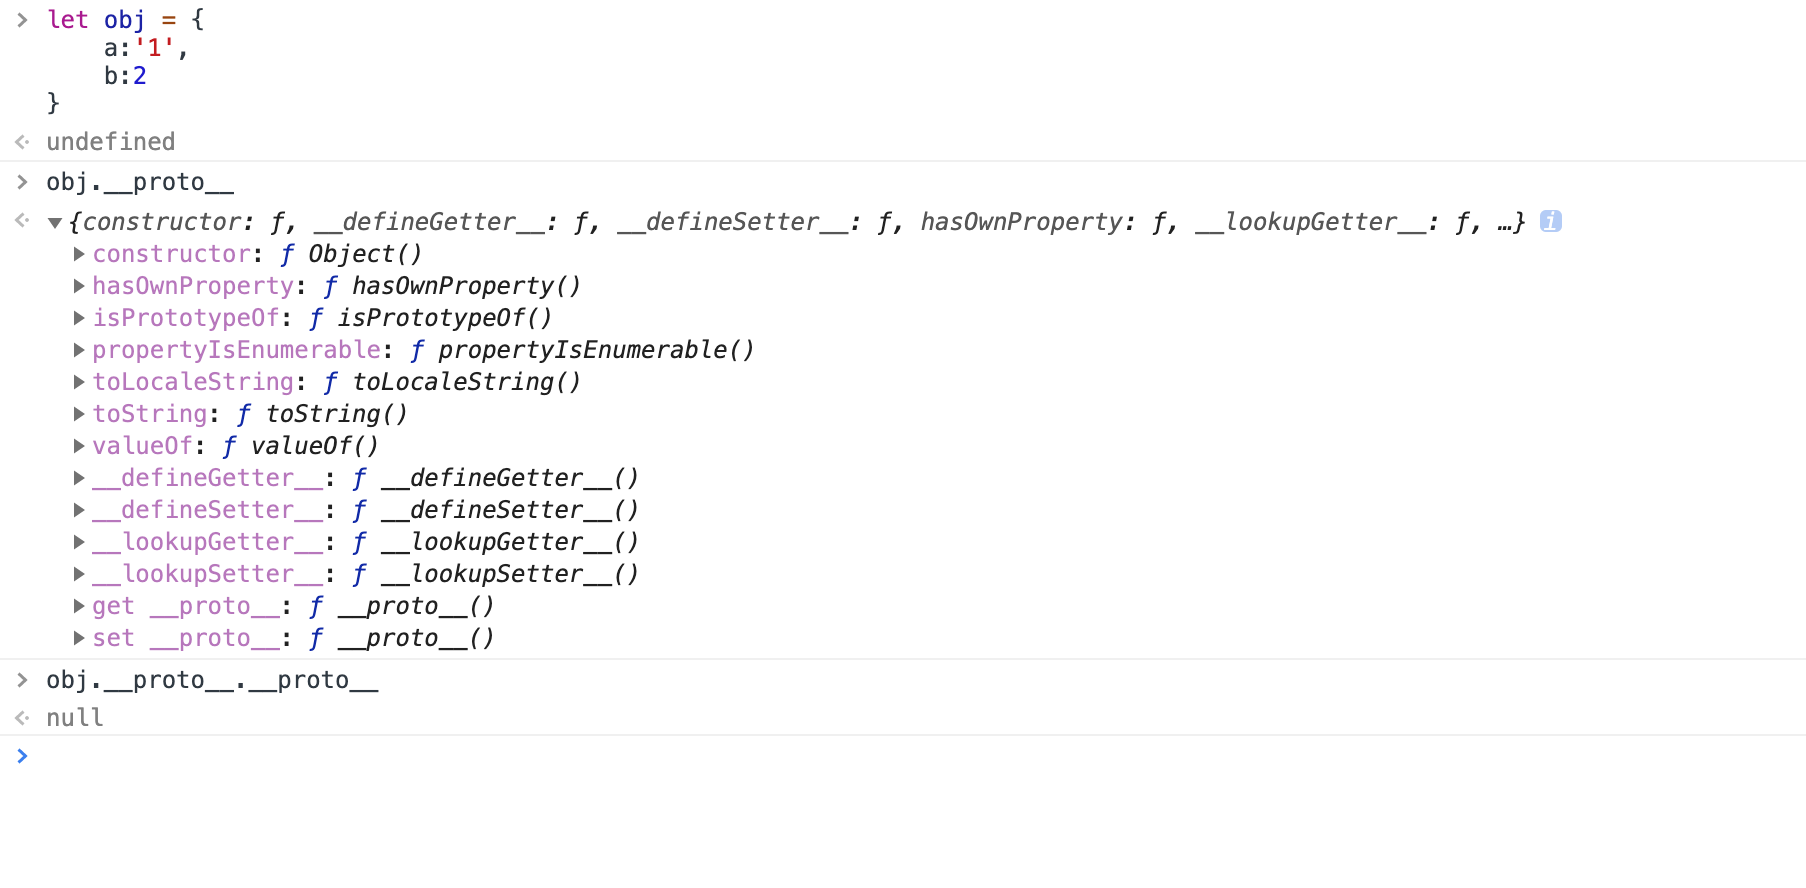 > let obj = {
a:'1',
b:2
}
undefined
> obj.__proto__
{constructor: ƒ, __defineGetter__: ƒ, __defineSetter__: ƒ, hasOwnProperty: ƒ, __lookupGetter__: ƒ, …} i
constructor: ƒ Object()
hasOwnProperty: ƒ hasOwnProperty()
isPrototypeOf: ƒ isPrototypeOf()
propertyIsEnumerable: ƒ propertyIsEnumerable()
toLocaleString: ƒ toLocaleString()
toString: ƒ toString()
valueOf: ƒ valueOf()
__defineGetter__: ƒ __defineGetter__()
__defineSetter__: ƒ __defineSetter__()
__lookupGetter__: ƒ __lookupGetter__()
__lookupSetter__: ƒ __lookupSetter__()
get __proto__: ƒ __proto__()
set __proto__: ƒ __proto__()
> obj.__proto__.__proto__
null
>